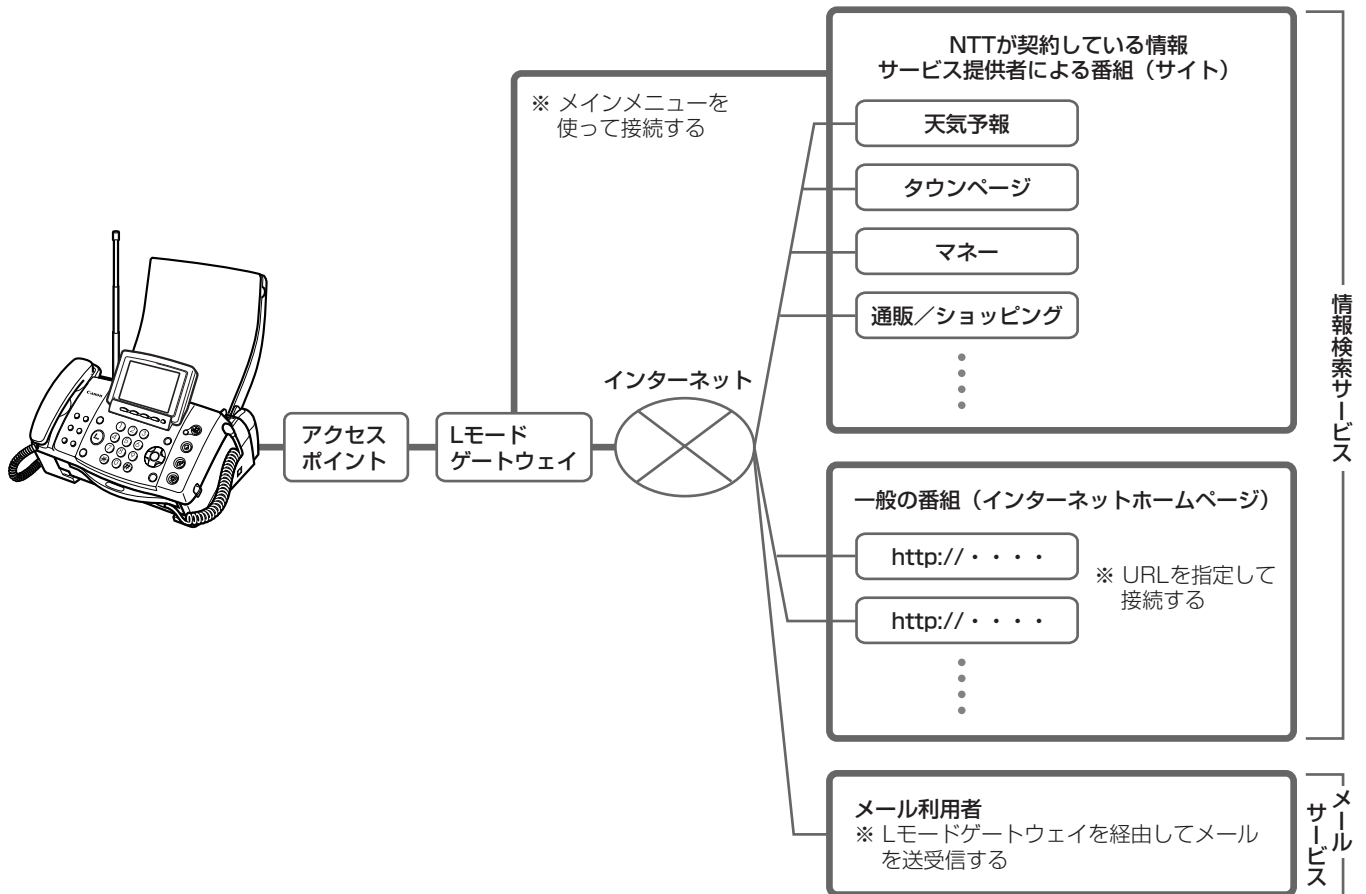 NTTが契約している情報
サービス提供者による番組（サイト）
※ メインメニューを
使って接続する
天気予報
タウンページ
マネー
通販／ショッピング
インターネット
アクセス
ポイント
Lモード
ゲートウェイ
情報検索サービス
一般の番組（インターネットホームページ）
http://・・・・
※ URLを指定して
接続する
http://・・・・
メール利用者
※ Lモードゲートウェイを経由してメール
を送受信する
メール
サービス
Canon